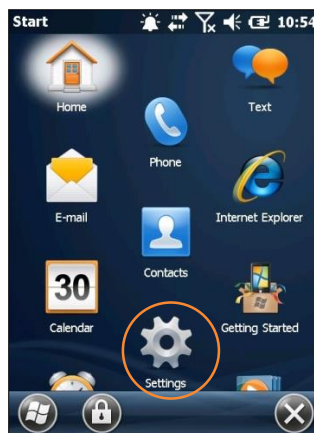 Start 10:54
Home
Text
Phone
E-mail
Internet Explorer
Contacts
30
Calendar
Getting Started
Settings